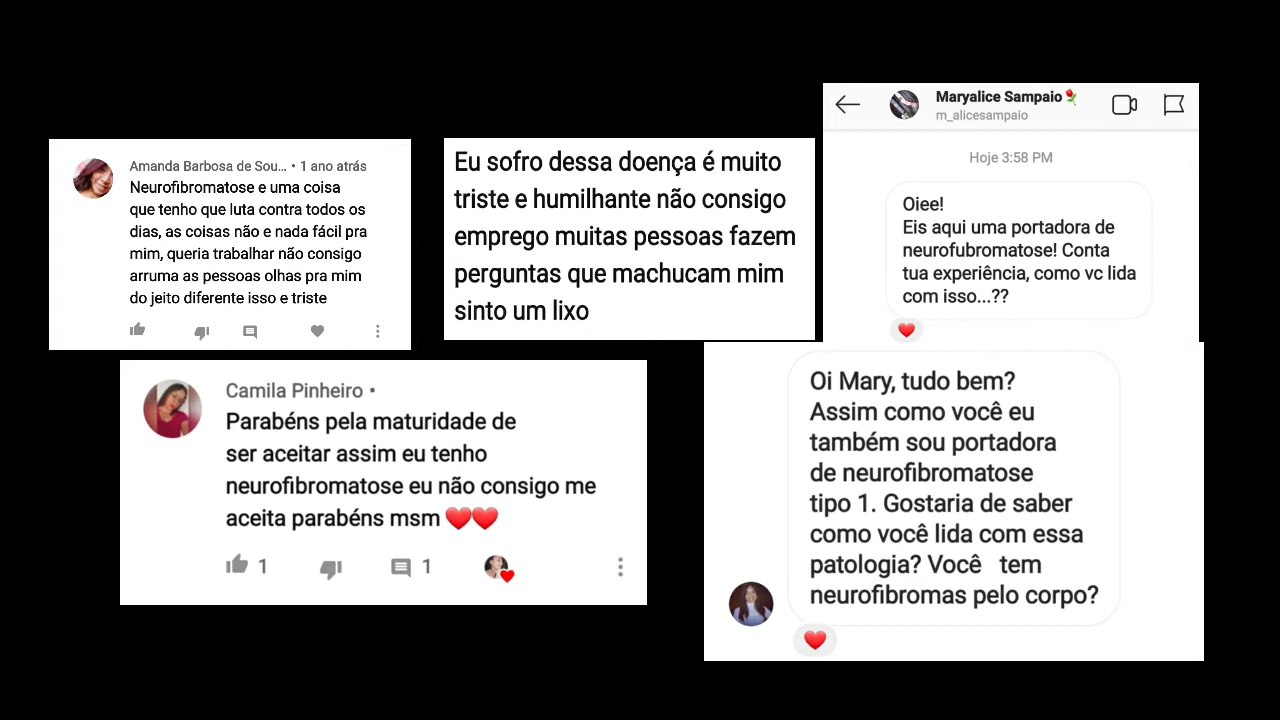 Amanda Barbosa de Sou... • 1 ano atrás
Neurofibromatose e uma coisa
que tenho que luta contra todos os
dias, as coisas não e nada fácil pra
mim, queria trabalhar não consigo
arruma as pessoas olhas pra mim
do jeito diferente isso e triste
Eu sofro dessa doença é muito
triste e humilhante não consigo
emprego muitas pessoas fazem
perguntas que machucam mim
sinto um lixo
Maryalice Sampaio🌹
m_alicesampaio
Hoje 3:58 PM
Oiee!
Eis aqui uma portadora de
neurofubromatose! Conta
tua experiência, como vc lida
com isso...??
Camila Pinheiro •
Parabéns pela maturidade de
ser aceitar assim eu tenho
neurofibromatose eu não consigo me
aceita parabéns msm ❤️❤️
1 1
Oi Mary, tudo bem?
Assim como você eu
também sou portadora
de neurofibromatose
tipo 1. Gostaria de saber
como você lida com essa
patologia? Você tem
neurofibromas pelo corpo?